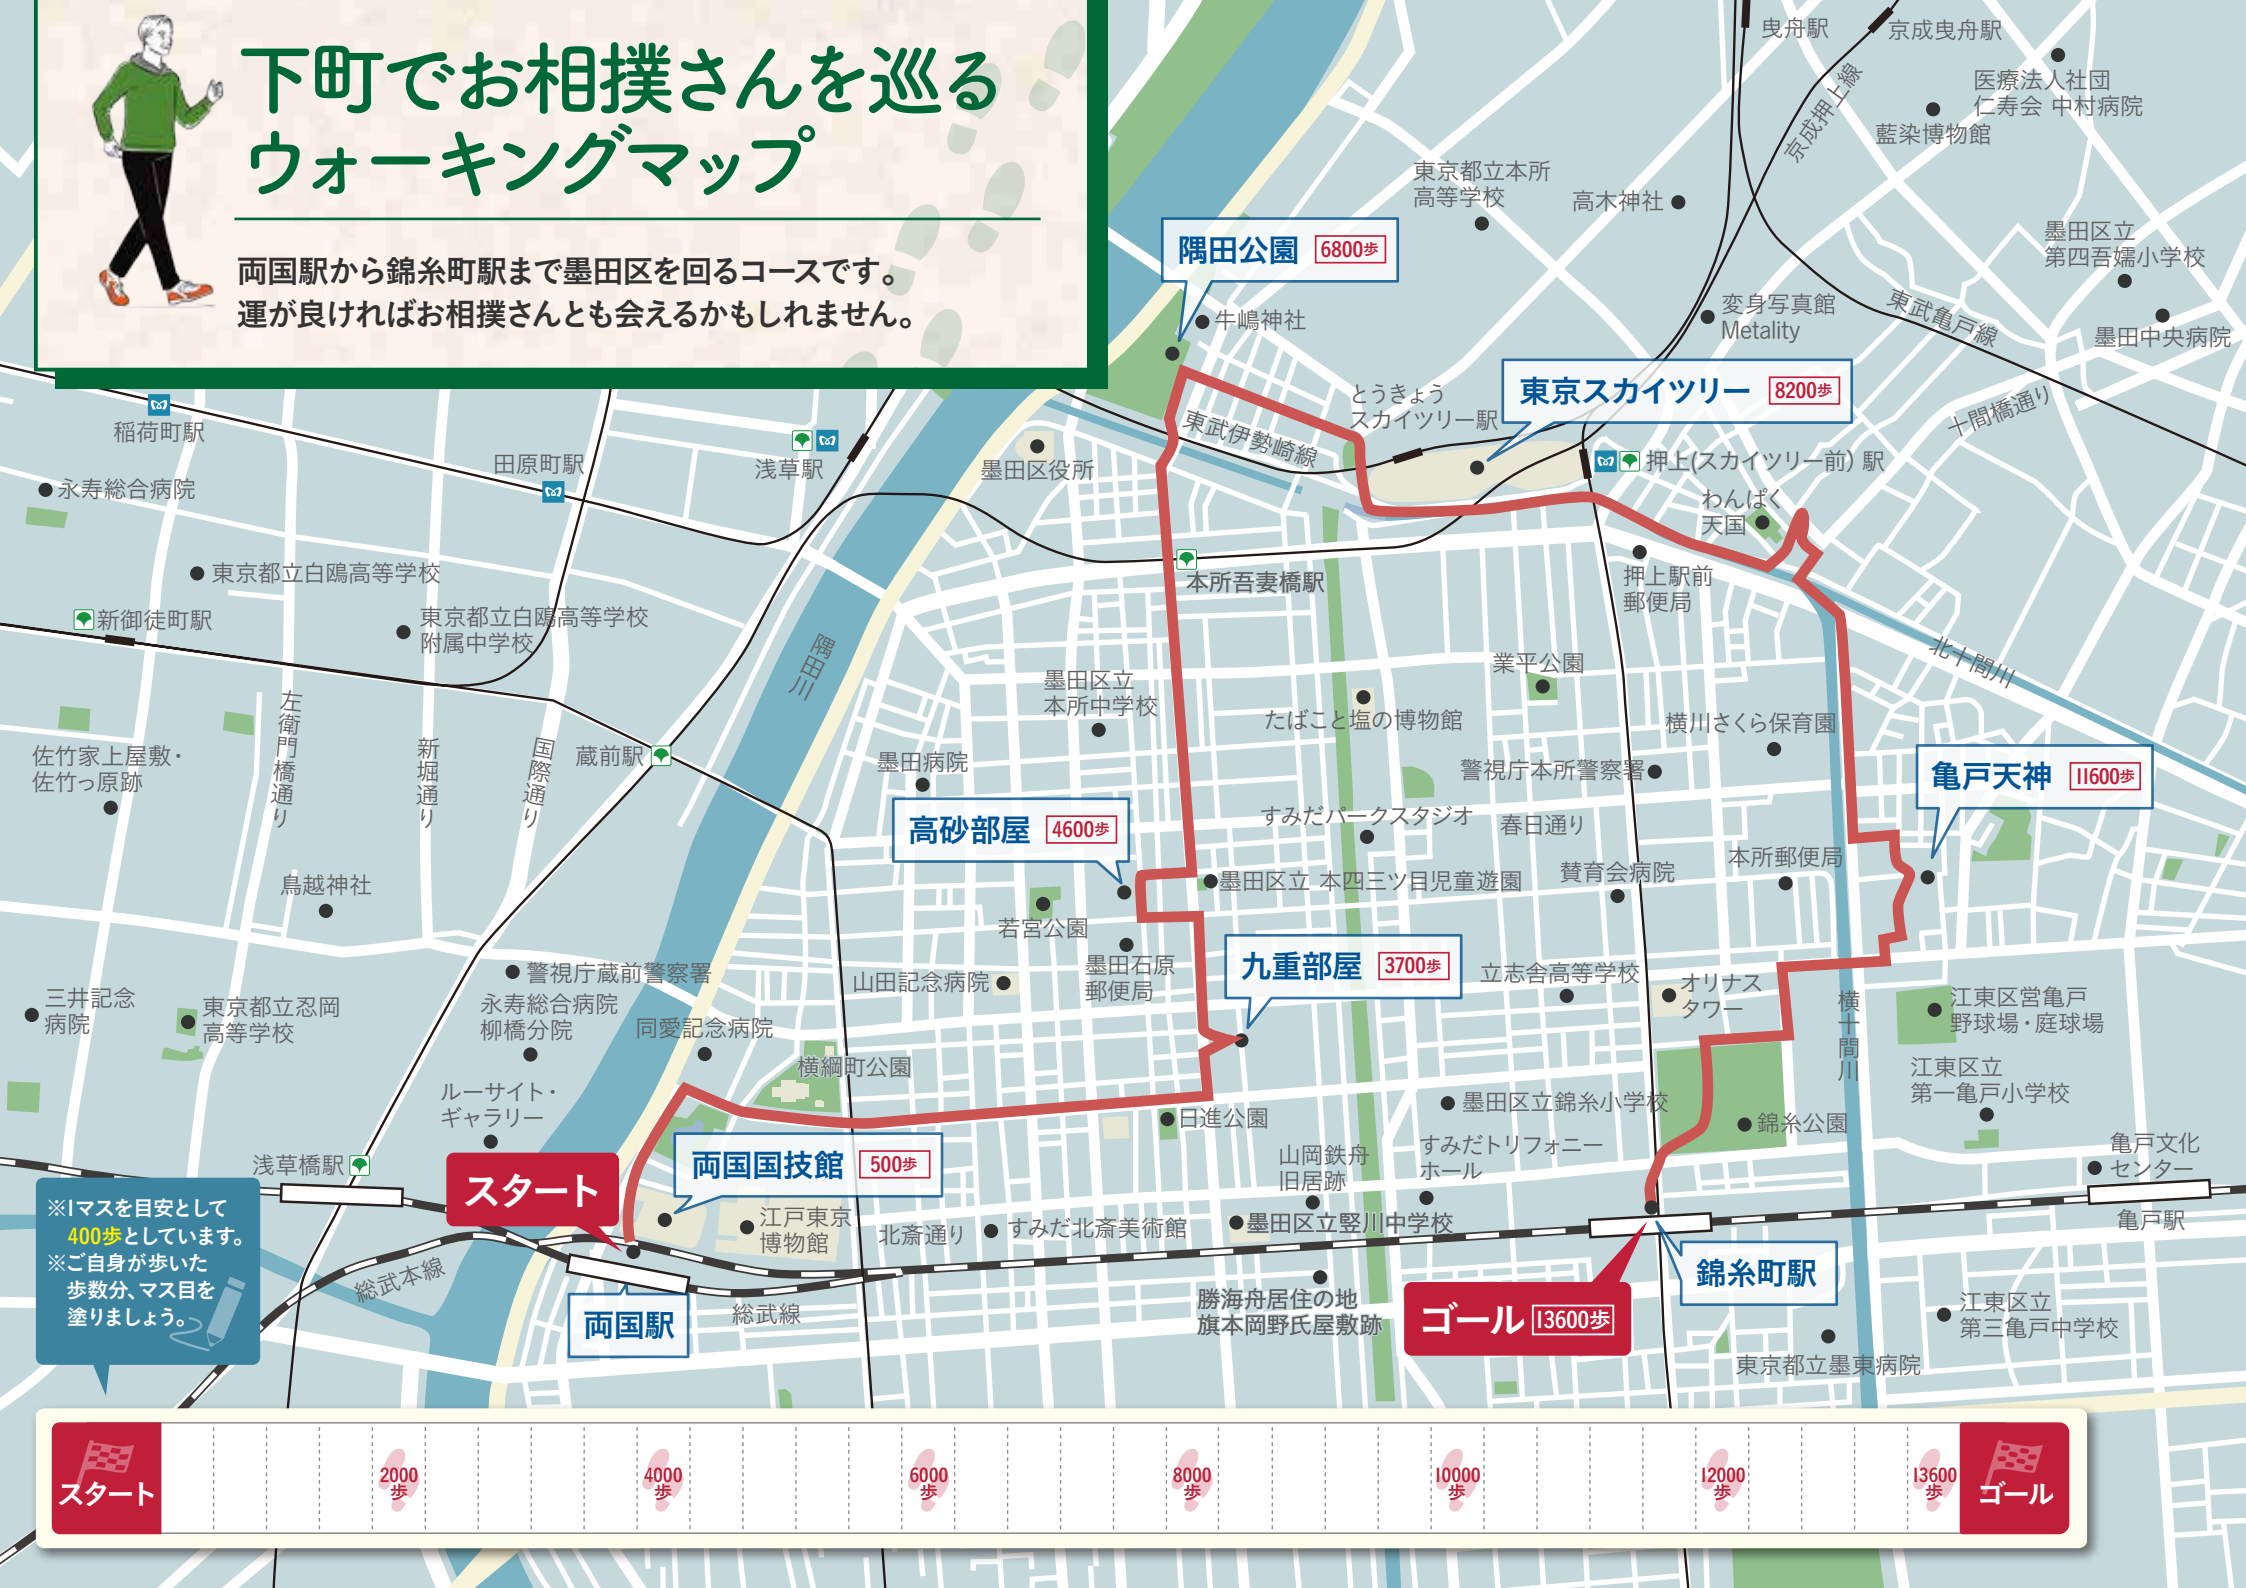 下町でお相撲さんを巡る
ウォーキングマップ
両国駅から錦糸町駅まで墨田区を回るコースです。
運が良ければお相撲さんとも会えるかもしれません。
曳舟駅
京成曳舟駅
医療法人社団
仁寿会 中村病院
藍染博物館
京成押上線
東京都立本所
高等学校
高木神社
墨田区立
第四吾嬬小学校
隅田公園 6800歩
牛嶋神社
変身写真館
Metality
東武亀戸線
墨田中央病院
十間橋通り
とうきょう
スカイツリー駅
東京スカイツリー 8200歩
東武伊勢崎線
押上(スカイツリー前)駅
わんぱく
天国
稲荷町駅
田原町駅
浅草駅
墨田区役所
永寿総合病院
東京都立白鴎高等学校
新御徒町駅
東京都立白鴎高等学校
附属中学校
本所吾妻橋駅
押上駅前
郵便局
隅田川
北十間川
業平公園
墨田区立
本所中学校
たばこと塩の博物館
横川さくら保育園
左衛門橋通り
新堀通り
国際通り
蔵前駅
佐竹家上屋敷・
佐竹っ原跡
墨田病院
警視庁本所警察署
亀戸天神 11600歩
高砂部屋 4600歩
すみだパークスタジオ
春日通り
本所郵便局
鳥越神社
墨田区立 本四三ツ目児童遊園
賛育会病院
若宮公園
墨田石原
郵便局
山田記念病院
九重部屋 3700歩
立志舎高等学校
オリナス
タワー
警視庁蔵前警察署
永寿総合病院
柳橋分院
同愛記念病院
三井記念
病院
東京都立忍岡
高等学校
横十間川
江東区営亀戸
野球場・庭球場
横綱町公園
江東区立
第一亀戸小学校
ルーサイト・
ギャラリー
日進公園
墨田区立錦糸小学校
錦糸公園
浅草橋駅
スタート
両国国技館 500歩
山岡鉄舟
旧居跡
すみだトリフォニー
ホール
亀戸文化
センター
江戸東京
博物館
北斎通り
すみだ北斎美術館
墨田区立竪川中学校
亀戸駅
※1マスを目安として
400歩としています。
※ご自身が歩いた
歩数分、マス目を
塗りましょう。
総武本線
両国駅
総武線
勝海舟居住の地
旗本岡野氏屋敷跡
ゴール 13600歩
錦糸町駅
江東区立
第三亀戸中学校
東京都立墨東病院
スタート
2000
歩
4000
歩
6000
歩
8000
歩
10000
歩
12000
歩
13600
歩
ゴール